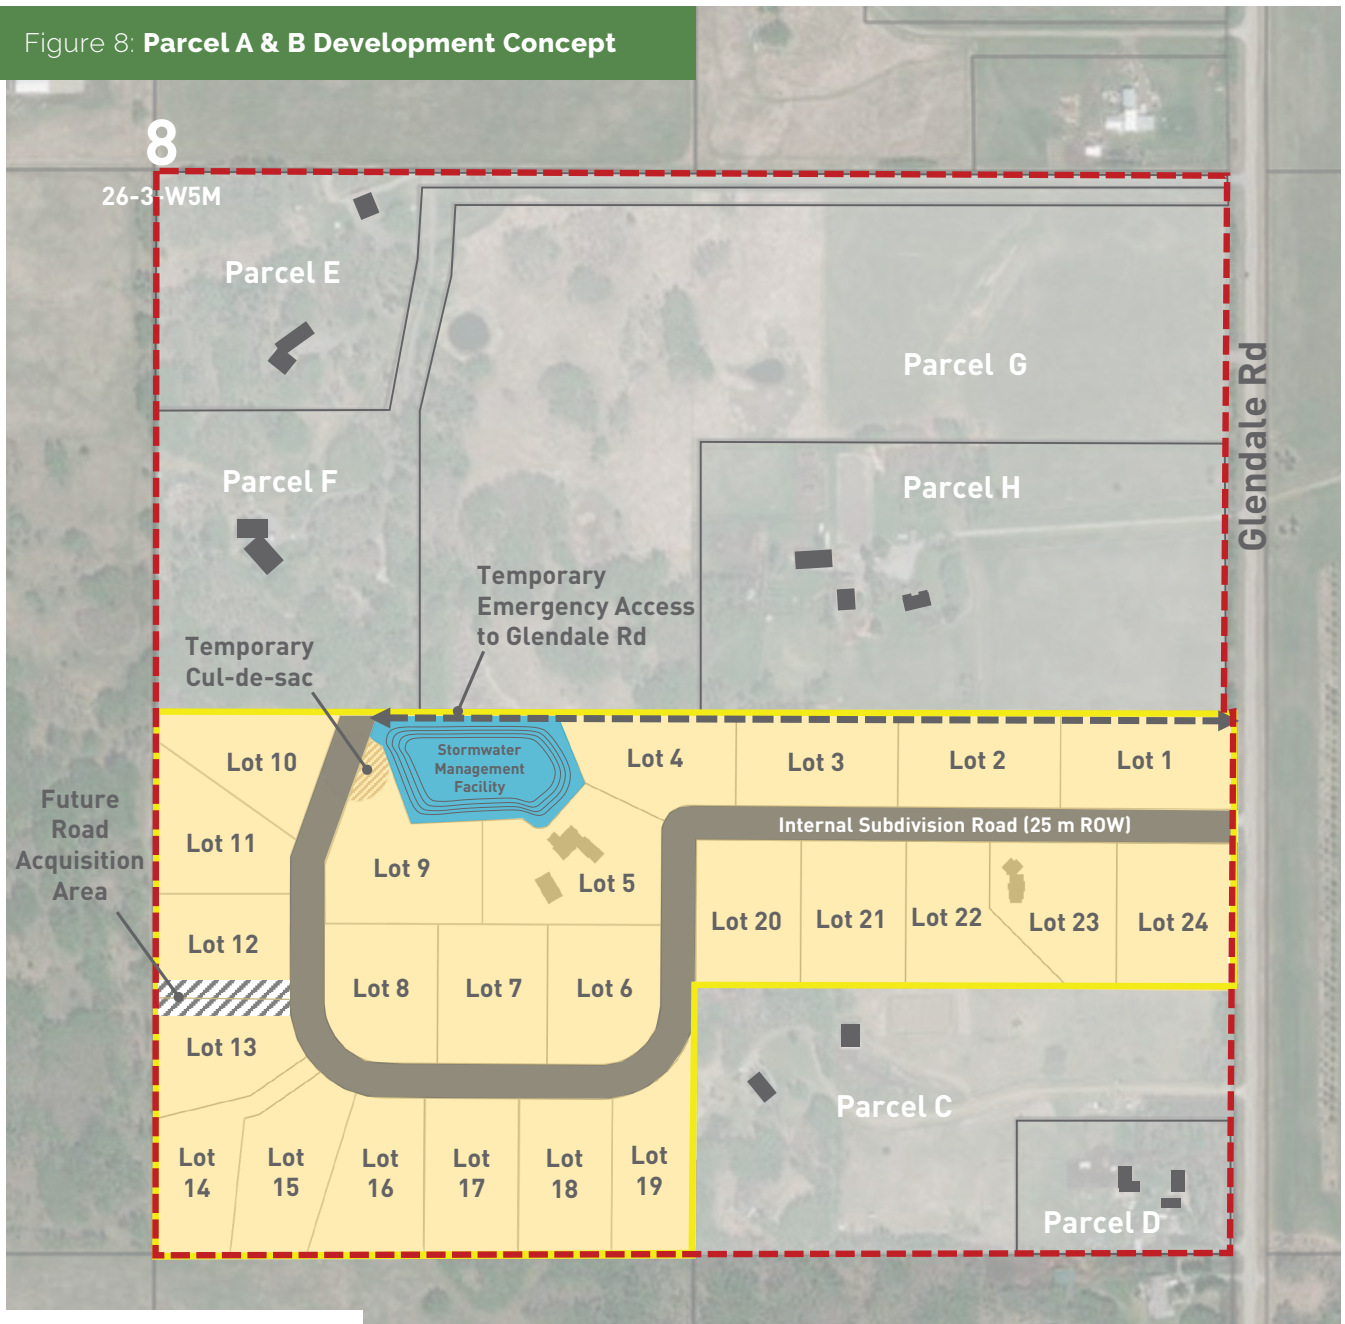 Figure 8: Parcel A & B Development Concept
8
26-3-W5M
Parcel E
Parcel G
Glendale Rd
Parcel F
Parcel H
Temporary
Emergency Access
to Glendale Rd
Temporary
Cul-de-sac
Lot 10
Stormwater
Management
Facility
Lot 4
Lot 3
Lot 2
Lot 1
Future
Road
Acquisition
Area
Internal Subdivision Road (25 m ROW)
Lot 11
Lot 9
Lot 5
Lot 20
Lot 21
Lot 22
Lot 23
Lot 24
Lot 12
Lot 8
Lot 7
Lot 6
Lot 13
Parcel C
Lot
14
Lot
15
Lot
16
Lot
17
Lot
18
Lot
19
Parcel D